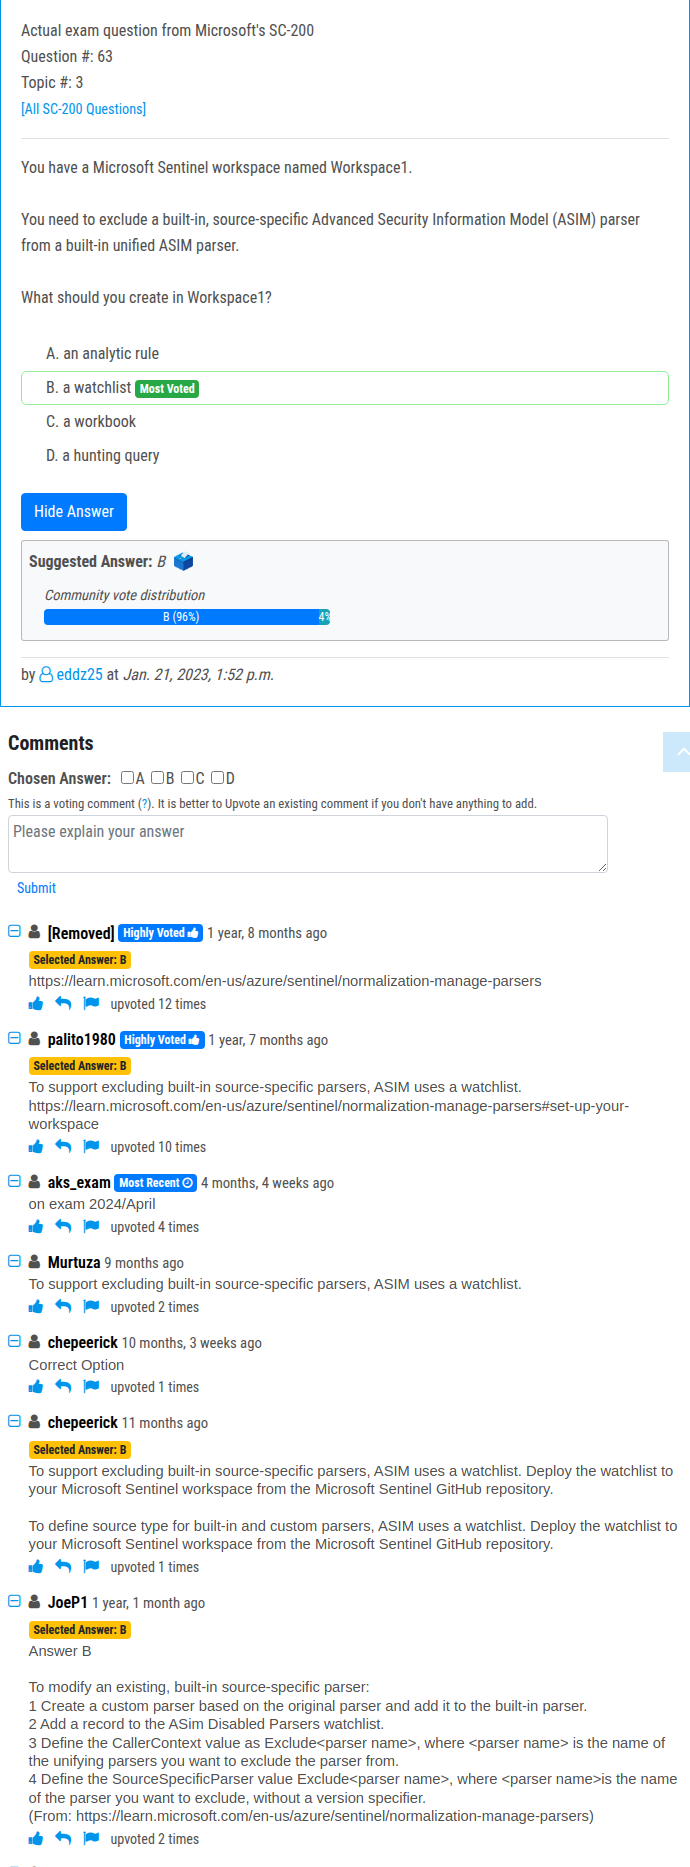 Actual exam question from Microsoft's SC-200
Question #: 63
Topic #: 3
[All SC-200 Questions]
You have a Microsoft Sentinel workspace named Workspace1.
You need to exclude a built-in, source-specific Advanced Security Information Model (ASIM) parser
from a built-in unified ASIM parser.
What should you create in Workspace1?
A. an analytic rule
B. a watchlist Most Voted
C. a workbook
D. a hunting query
Hide Answer
Suggested Answer: B
Community vote distribution
B (96%) 4%
by eddz25 at Jan. 21, 2023, 1:52 p.m.
Comments
Chosen Answer: A B C D
This is a voting comment (?). It is better to Upvote an existing comment if you don't have anything to add.
Please explain your answer
Submit
[Removed] Highly Voted 1 year, 8 months ago
Selected Answer: B
https://learn.microsoft.com/en-us/azure/sentinel/normalization-manage-parsers
upvoted 12 times
palito1980 Highly Voted 1 year, 7 months ago
Selected Answer: B
To support excluding built-in source-specific parsers, ASIM uses a watchlist.
https://learn.microsoft.com/en-us/azure/sentinel/normalization-manage-parsers#set-up-your-
workspace
upvoted 10 times
aks_exam Most Recent 4 months, 4 weeks ago
on exam 2024/April
upvoted 4 times
Murtuza 9 months ago
To support excluding built-in source-specific parsers, ASIM uses a watchlist.
upvoted 2 times
chepeerick 10 months, 3 weeks ago
Correct Option
upvoted 1 times
chepeerick 11 months ago
Selected Answer: B
To support excluding built-in source-specific parsers, ASIM uses a watchlist. Deploy the watchlist to
your Microsoft Sentinel workspace from the Microsoft Sentinel GitHub repository.
To define source type for built-in and custom parsers, ASIM uses a watchlist. Deploy the watchlist to
your Microsoft Sentinel workspace from the Microsoft Sentinel GitHub repository.
upvoted 1 times
JoeP1 1 year, 1 month ago
Selected Answer: B
Answer B
To modify an existing, built-in source-specific parser:
1 Create a custom parser based on the original parser and add it to the built-in parser.
2 Add a record to the ASim Disabled Parsers watchlist.
3 Define the CallerContext value as Exclude<parser name>, where <parser name> is the name of
the unifying parsers you want to exclude the parser from.
4 Define the SourceSpecificParser value Exclude<parser name>, where <parser name>is the name
of the parser you want to exclude, without a version specifier.
(From: https://learn.microsoft.com/en-us/azure/sentinel/normalization-manage-parsers)
upvoted 2 times